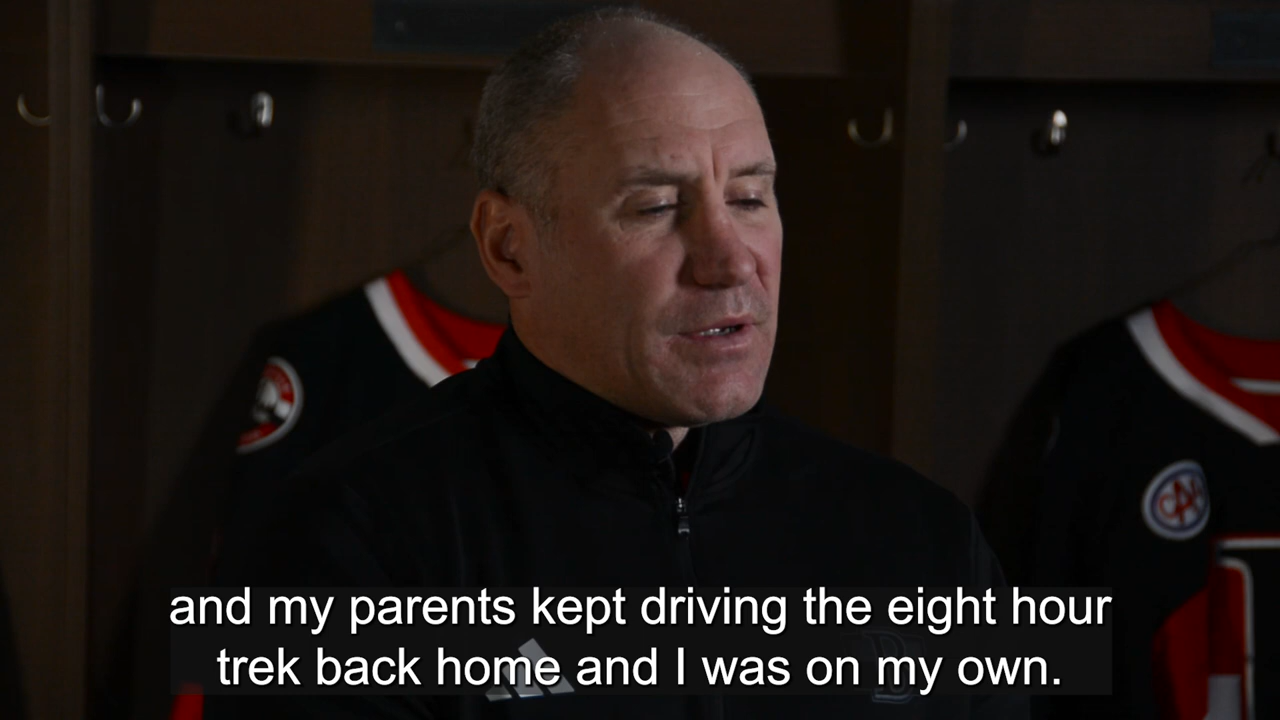 and my parents kept driving the eight hour
trek back home and I was on my own.